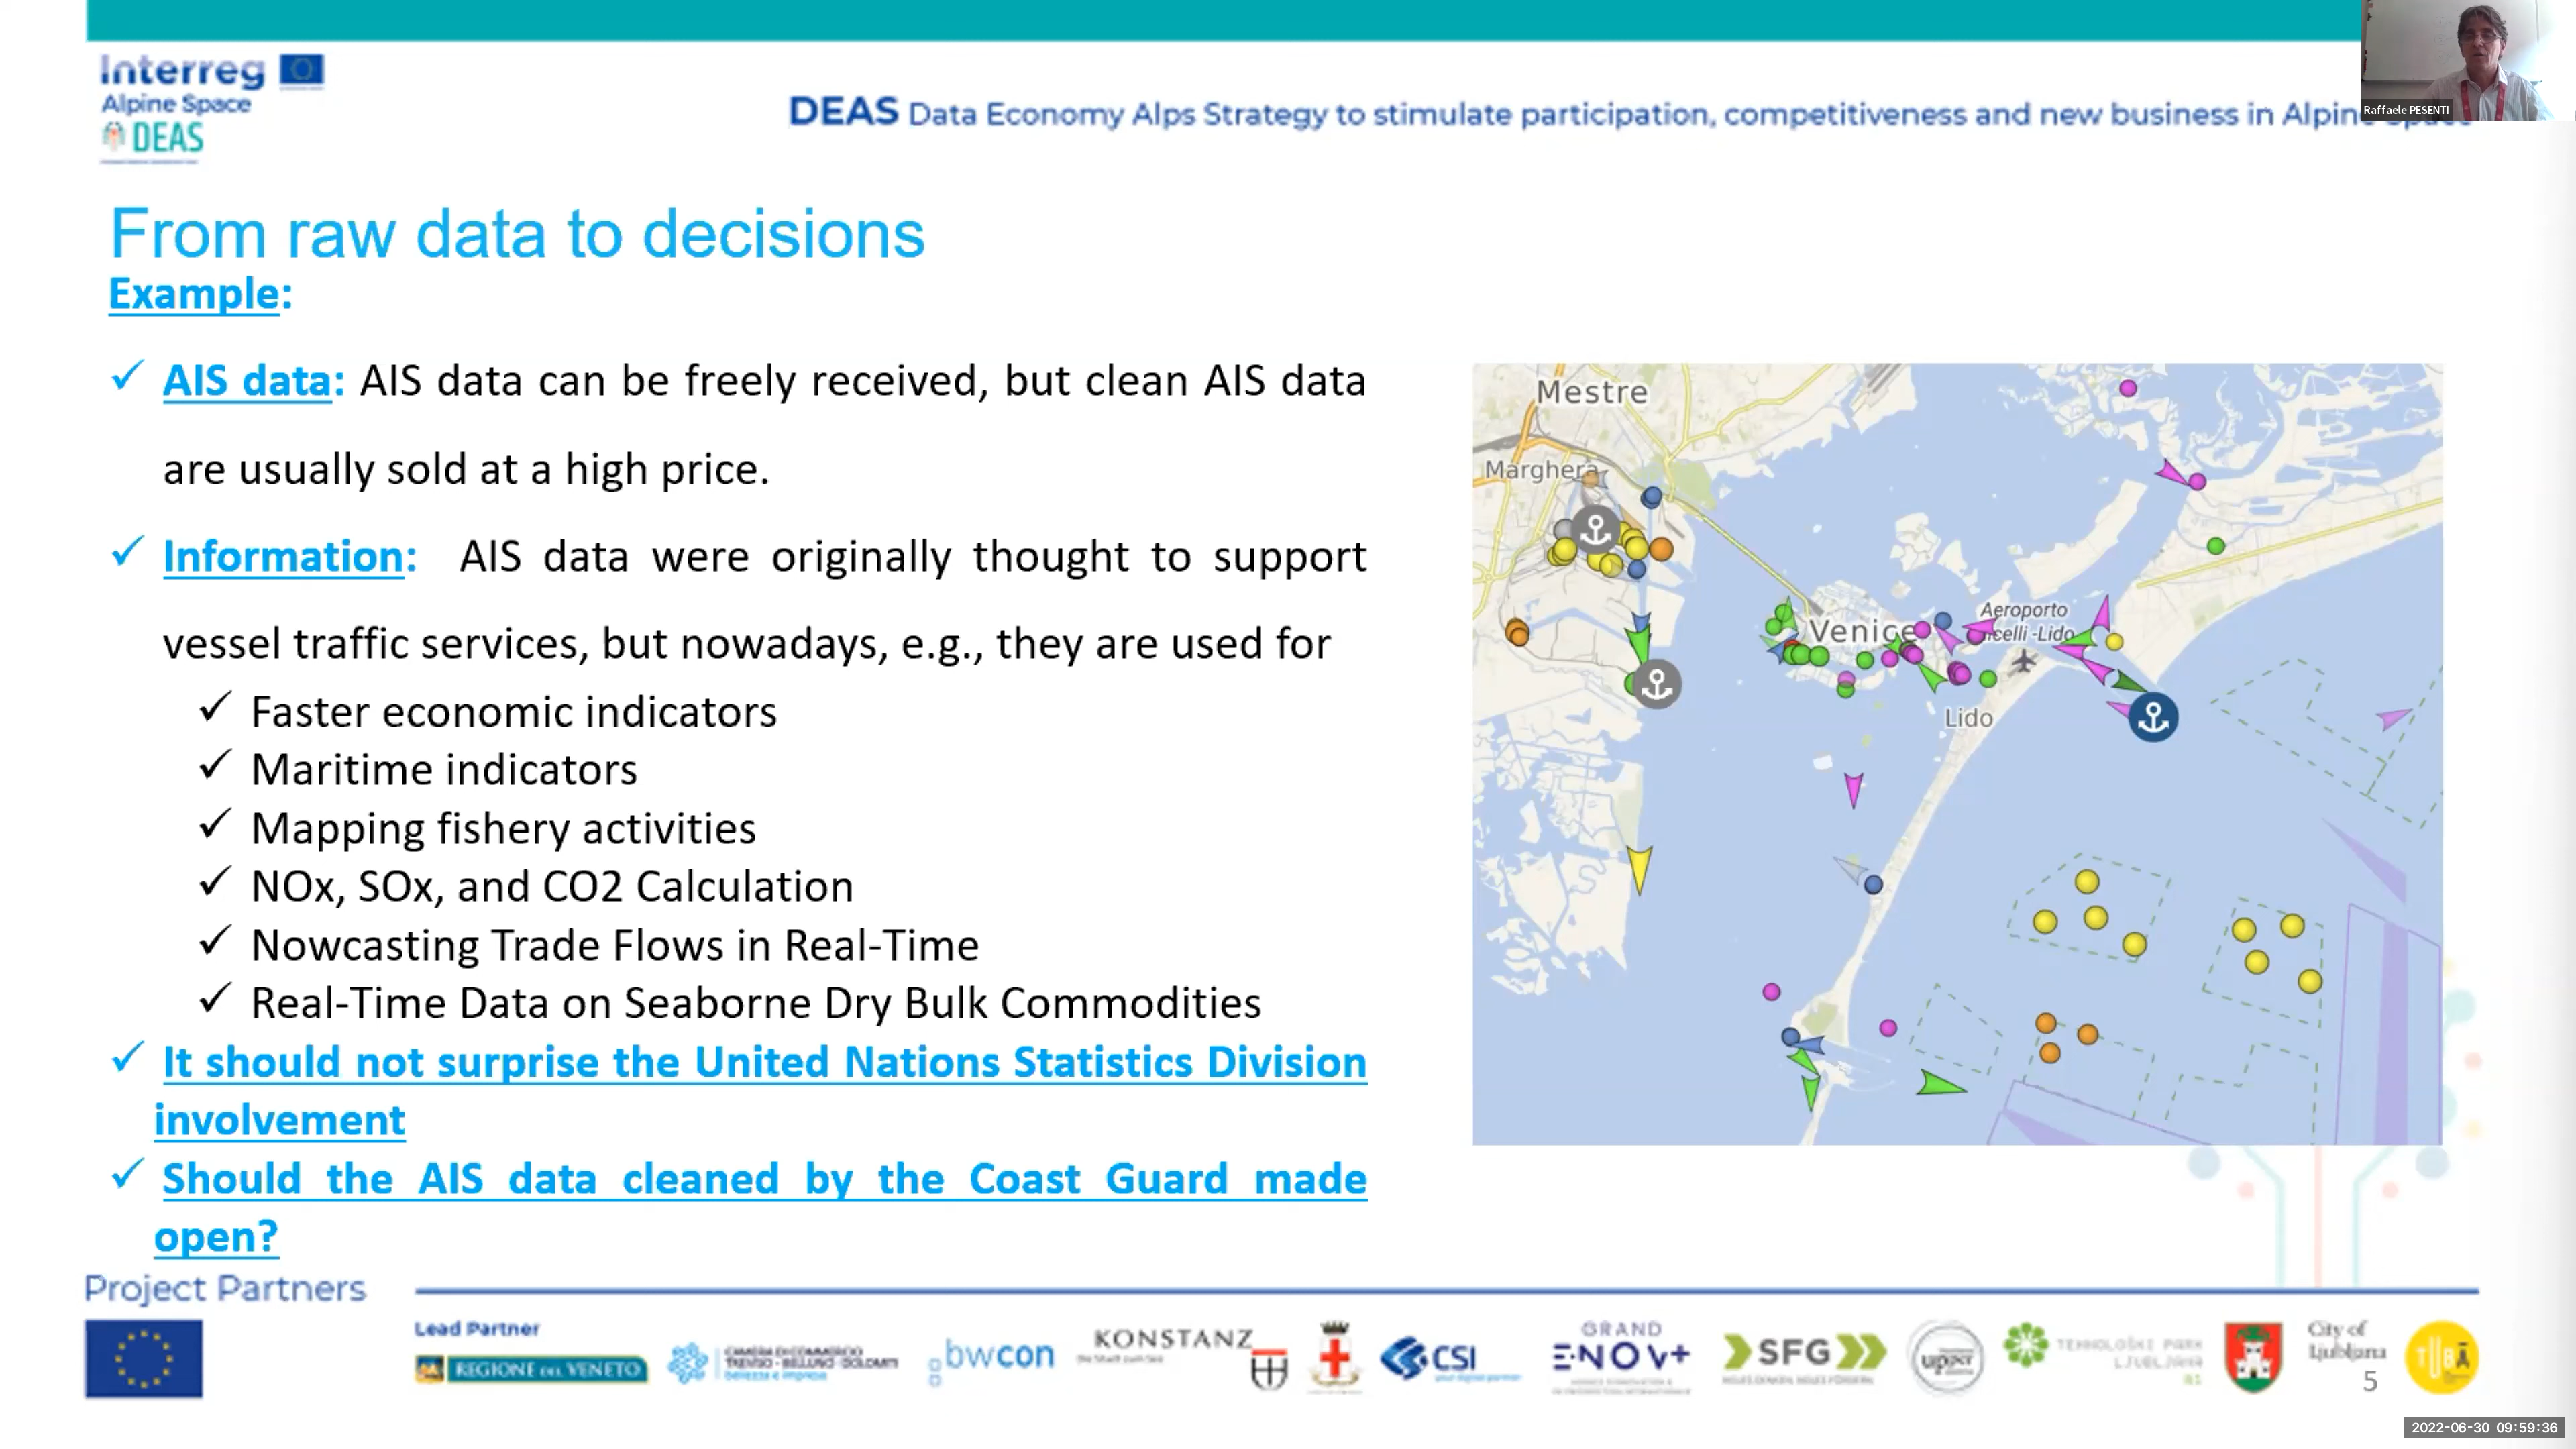 Interreg
Alpine Space
DEAS
DEAS Data Economy Alps Strategy to stimulate participation, competitiveness and new business in Alpine Space
Raffaele PESENTI
From raw data to decisions
Example:
✓ AIS data: AIS data can be freely received, but clean AIS data
are usually sold at a high price.
✓ Information: AIS data were originally thought to support
vessel traffic services, but nowadays, e.g., they are used for
✓ Faster economic indicators
✓ Maritime indicators
✓ Mapping fishery activities
✓ NOx, SOx, and CO2 Calculation
✓ Nowcasting Trade Flows in Real-Time
✓ Real-Time Data on Seaborne Dry Bulk Commodities
✓ It should not surprise the United Nations Statistics Division
involvement
✓ Should the AIS data cleaned by the Coast Guard made
open?
Mestre
Marghera
Venice
Aeroporto
icelli -Lido
Lido
Project Partners
Lead Partner
REGIONE DEL VENETO
CAMERA DI COMMERCIO
TREVISO - BELLUNO | DOLOMITI
bellezza e impresa
bwcon
KONSTANZ
CSI
your digital partner
GRAND
E·NOV+
SFG
TEHNOLOŠKI PARK
LJUBLJANA
City of
Ljubljana
5
2022-06-30 09:59:36